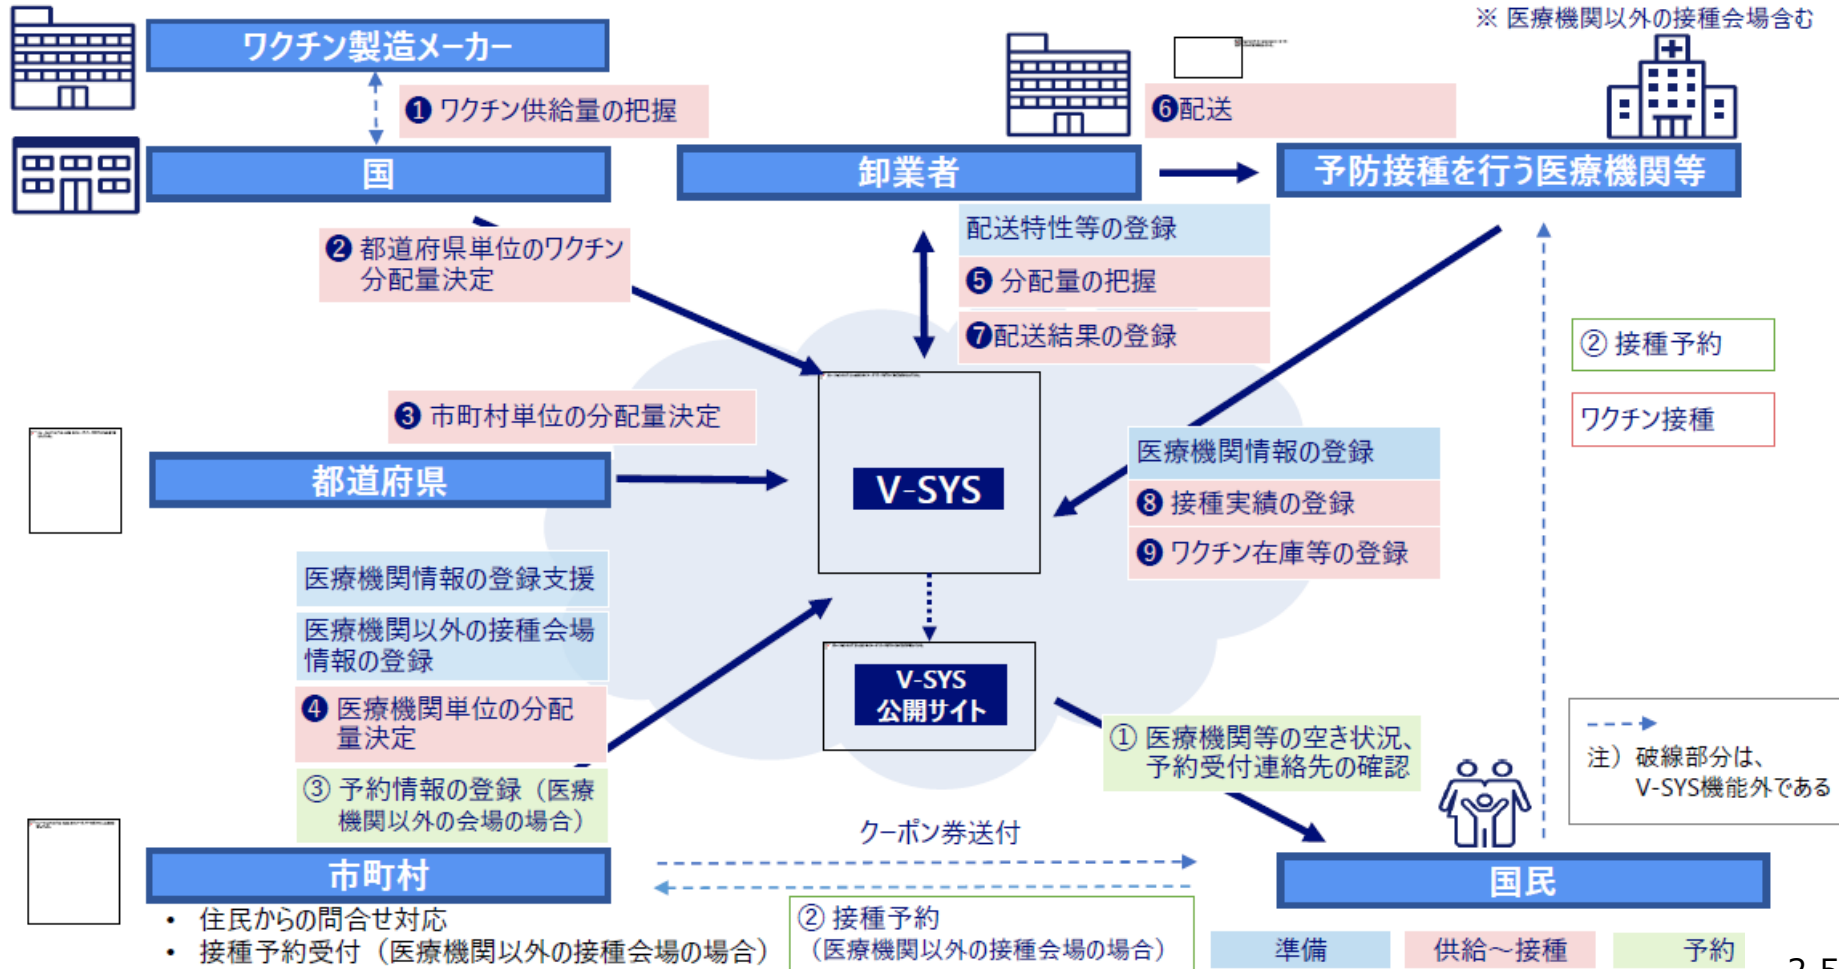 ※ 医療機関以外の接種会場含む
ワクチン製造メーカー
❶ ワクチン供給量の把握
❻配送
国
卸業者
予防接種を行う医療機関等
❷ 都道府県単位のワクチン
分配量決定
配送特性等の登録
❺ 分配量の把握
❼配送結果の登録
② 接種予約
ワクチン接種
❸ 市町村単位の分配量決定
都道府県
V-SYS
医療機関情報の登録
❽ 接種実績の登録
❾ ワクチン在庫等の登録
医療機関情報の登録支援
医療機関以外の接種会場
情報の登録
❹ 医療機関単位の分配
量決定
③ 予約情報の登録（医療
機関以外の会場の場合）
V-SYS
公開サイト
① 医療機関等の空き状況、
予約受付連絡先の確認
注）破線部分は、
V-SYS機能外である
クーポン券送付
市町村
国民
• 住民からの問合せ対応
• 接種予約受付（医療機関以外の接種会場の場合）
② 接種予約
（医療機関以外の接種会場の場合）
準備
供給～接種
予約